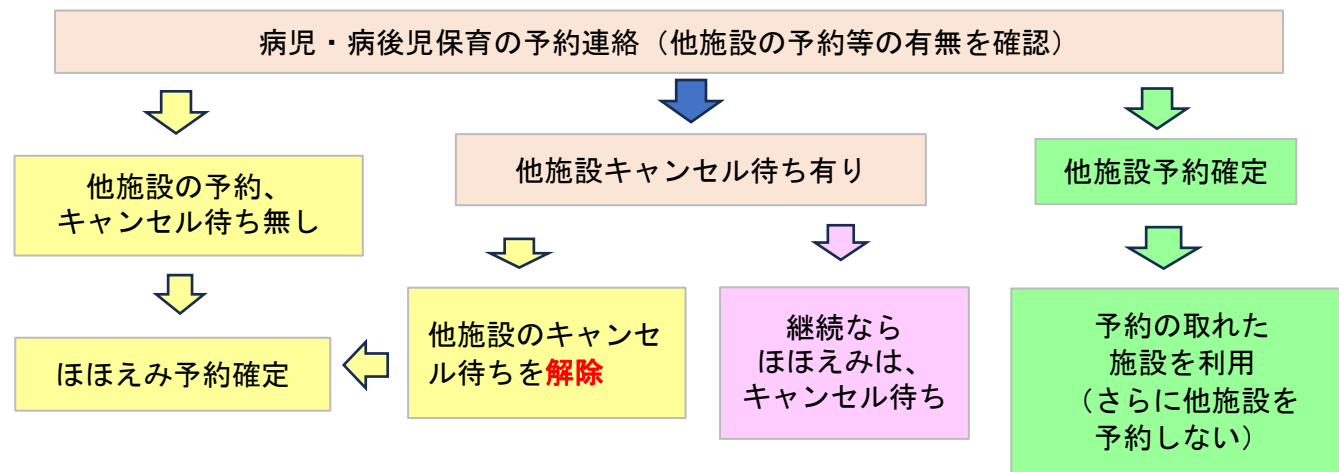 病児・病後児保育の予約連絡（他施設の予約等の有無を確認）
他施設の予約、
キャンセル待ち無し
他施設キャンセル待ち有り
他施設予約確定
ほほえみ予約確定
他施設のキャンセ
ル待ちを解除
継続なら
ほほえみは、
キャンセル待ち
予約の取れた
施設を利用
（さらに他施設を
予約しない）